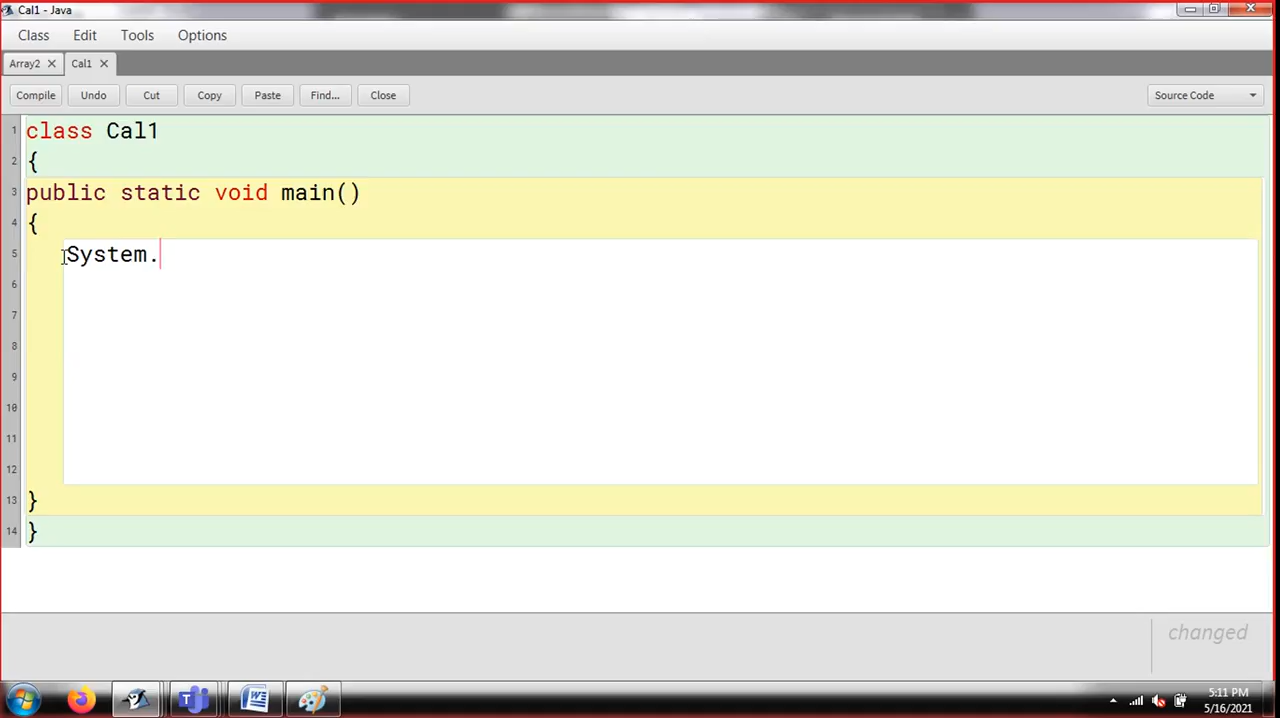 Cal1 - Java
Class Edit Tools Options
Array2 Cal1
Compile Undo Cut Copy Paste Find... Close Source Code
1 class Cal1
2 {
3 public static void main()
4 {
5 System.
6
7
8
9
10
11
12
13 }
14 }
changed
5:11 PM
5/16/2021